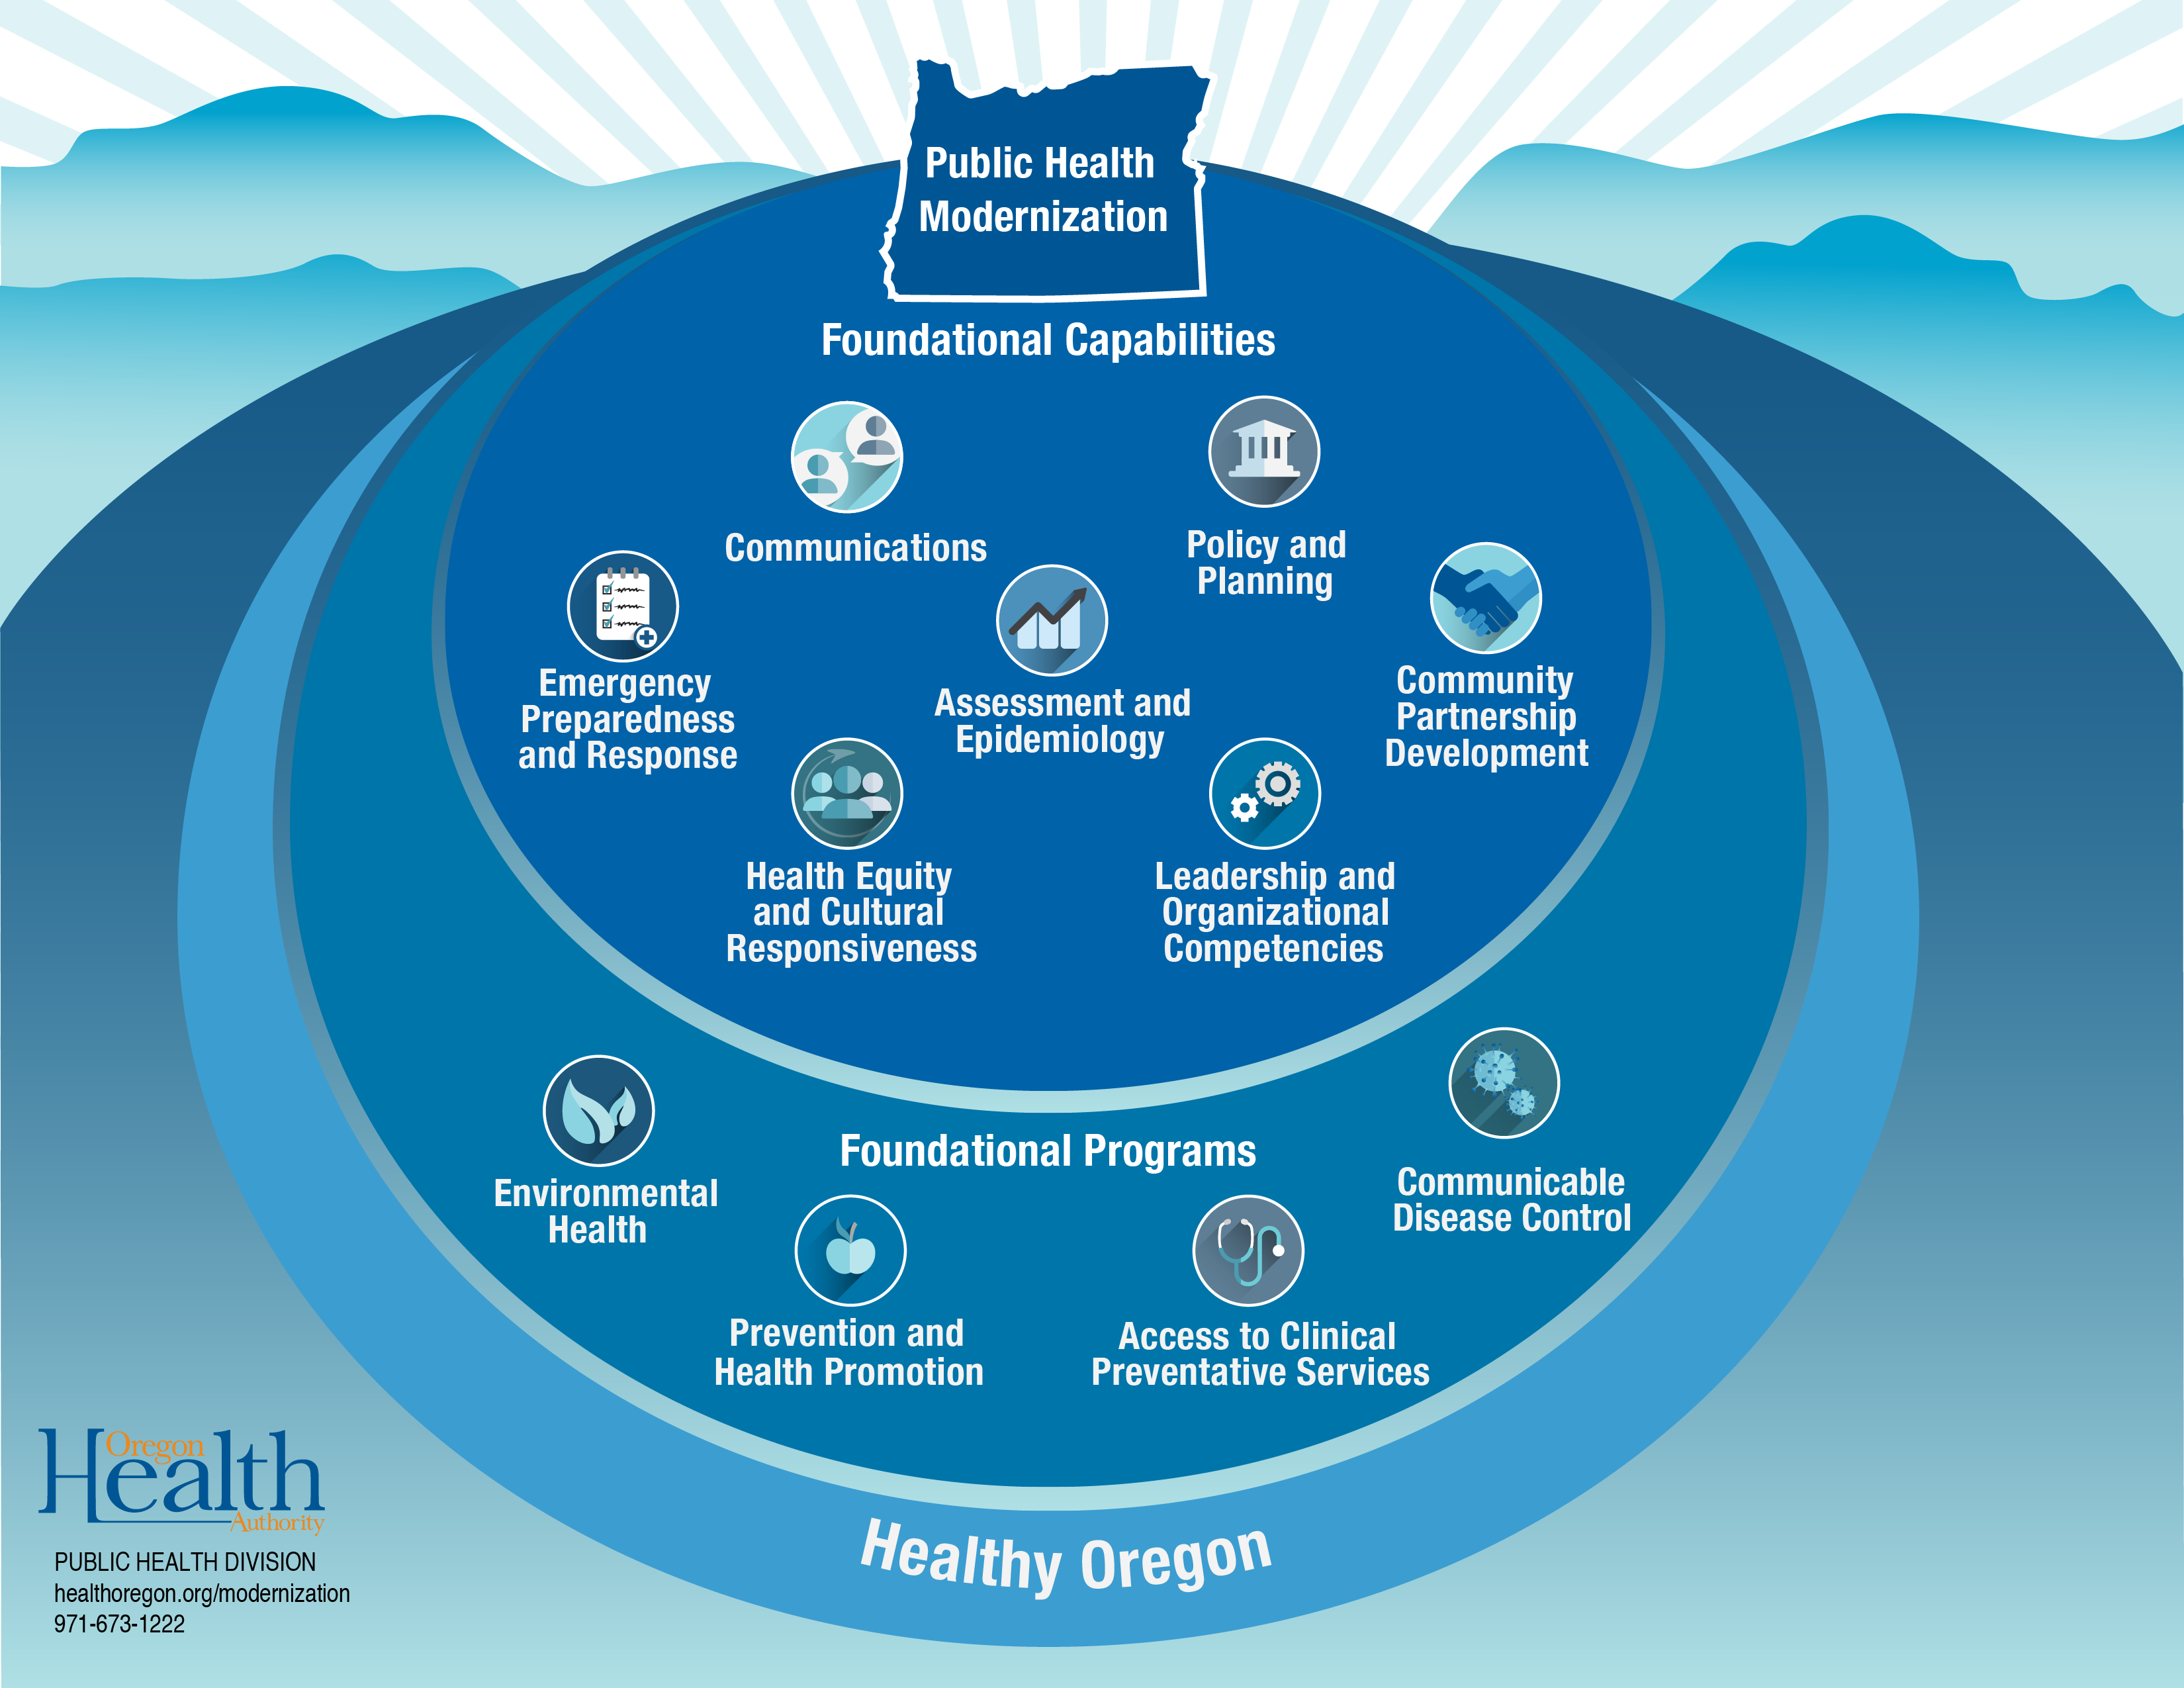 Public Health
Modernization
Foundational Capabilities
Communications
Policy and
Planning
Emergency
Preparedness
and Response
Assessment and
Epidemiology
Community
Partnership
Development
Health Equity
and Cultural
Responsiveness
Leadership and
Organizational
Competencies
Foundational Programs
Environmental
Health
Prevention and
Health Promotion
Access to Clinical
Preventative Services
Communicable
Disease Control
Healthy Oregon
Oregon
Health
Authority
PUBLIC HEALTH DIVISION
healthoregon.org/modernization
971-673-1222